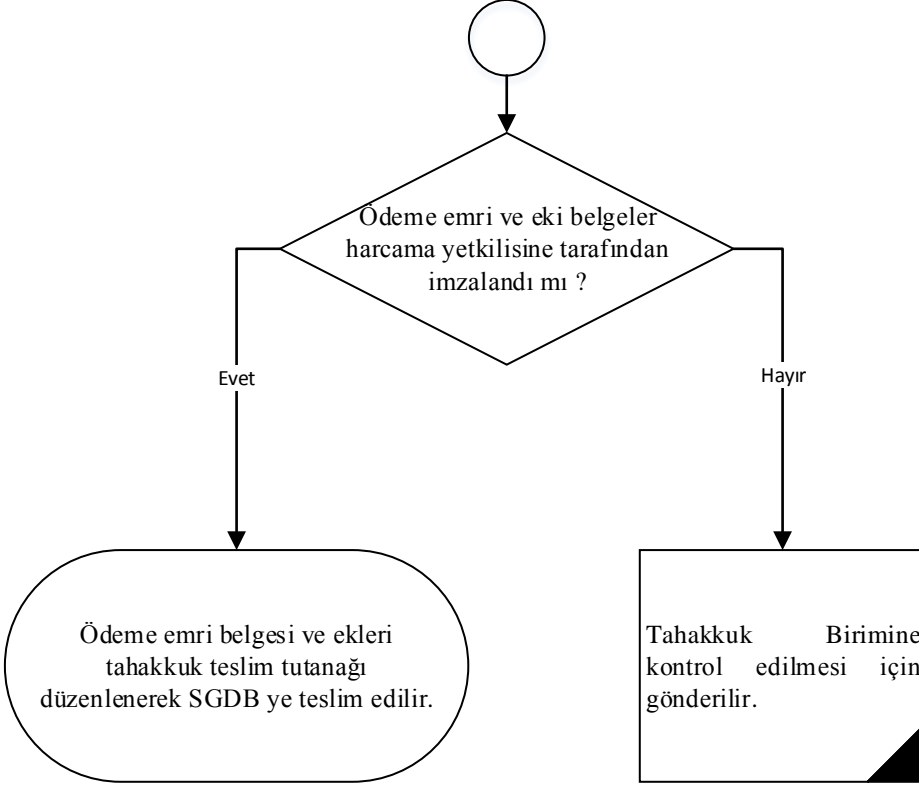 Ödeme emri ve eki belgeler
harcama yetkilisine tarafından
imzalandı mı ?
Evet
Hayır
Ödeme emri belgesi ve ekleri
tahakkuk teslim tutanağı
düzenlenerek SGDB ye teslim edilir.
Tahakkuk Birimine
kontrol edilmesi için
gönderilir.